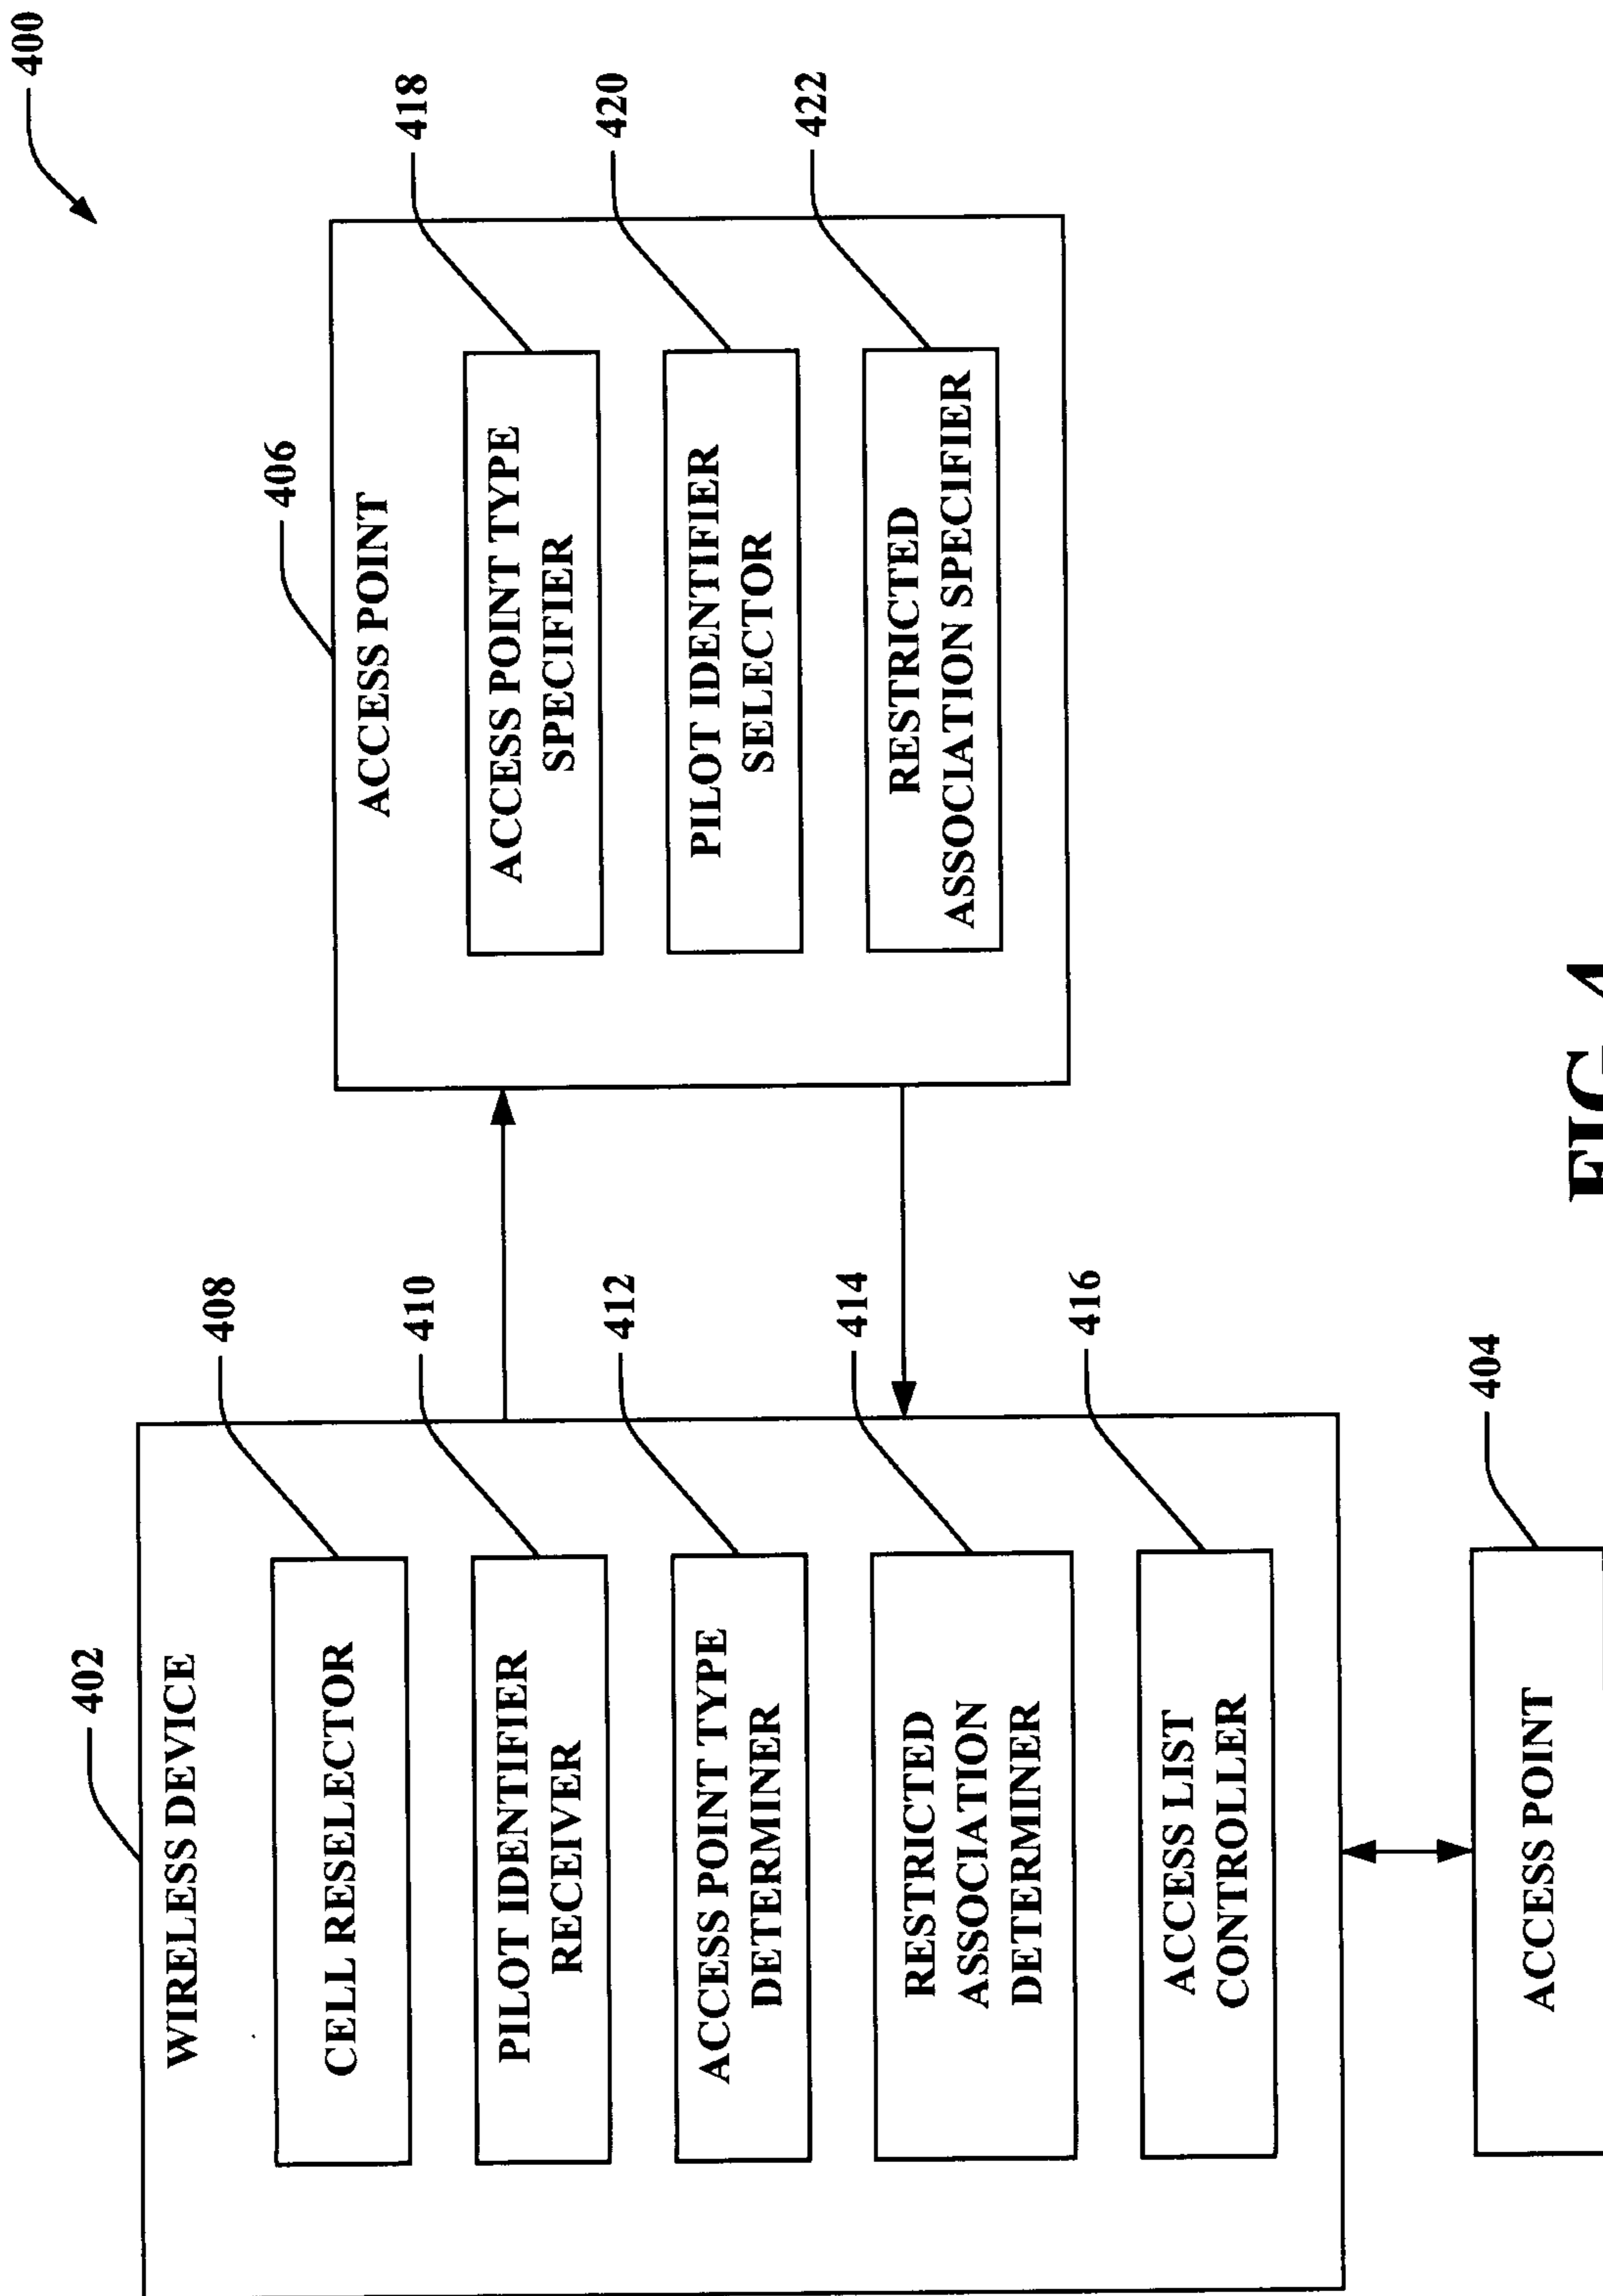 400
402
WIRELESS DEVICE
408
CELL RESELECTOR
410
PILOT IDENTIFIER
RECEIVER
412
ACCESS POINT TYPE
DETERMINER
414
RESTRICTED
ASSOCIATION
DETERMINER
416
ACCESS LIST
CONTROLLER
404
ACCESS POINT
406
ACCESS POINT
418
ACCESS POINT TYPE
SPECIFIER
420
PILOT IDENTIFIER
SELECTOR
422
RESTRICTED
ASSOCIATION SPECIFIER
FIG. 4